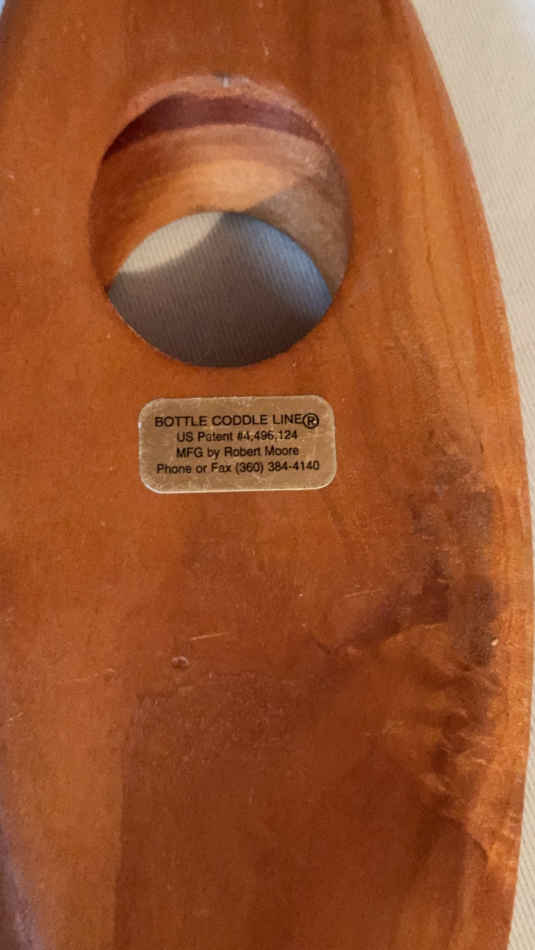 BOTTLE CODDLE LINE®
US Patent #4,496,124
MFG by Robert Moore
Phone or Fax (360) 384-4140